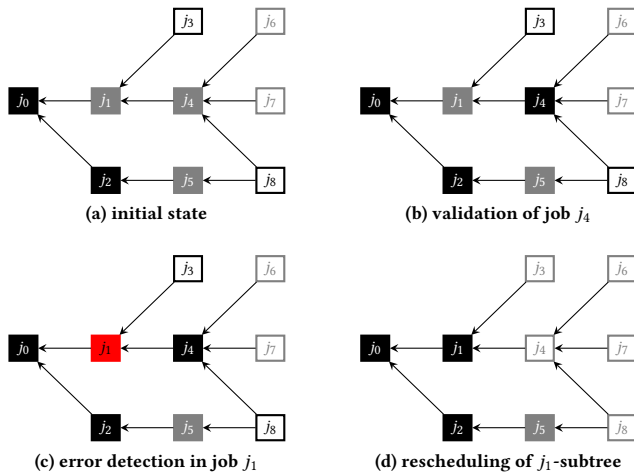 j₃ j₆
j₀ j₁ j₄ j₇
j₂ j₅ j₈
(a) initial state
j₃ j₆
j₀ j₁ j₄ j₇
j₂ j₅ j₈
(b) validation of job j₄
j₃ j₆
j₀ j₁ j₄ j₇
j₂ j₅ j₈
(c) error detection in job j₁
j₃ j₆
j₀ j₁ j₄ j₇
j₂ j₅ j₈
(d) rescheduling of j₁-subtree